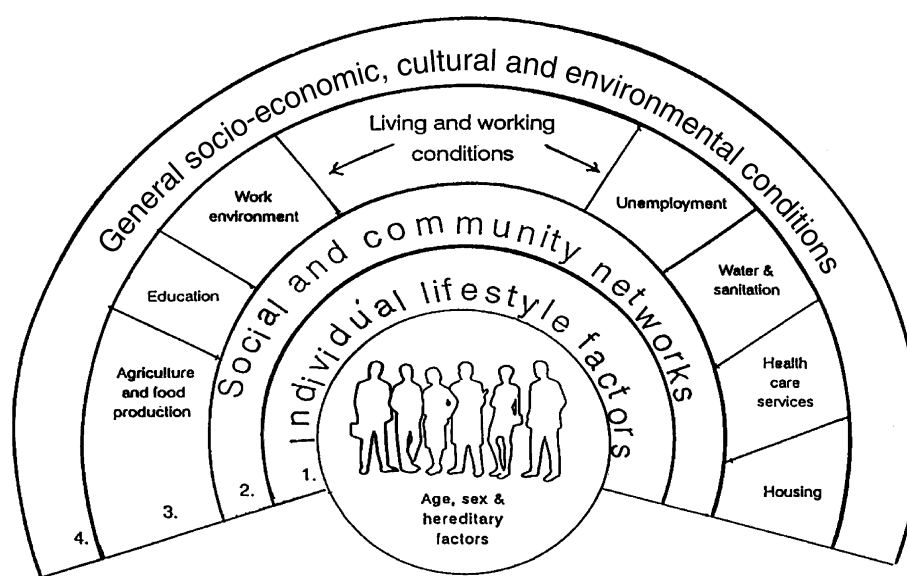 General socio-economic, cultural and environmental conditions
Living and working
conditions
Work
environment
Unemployment
Education
Water &
sanitation
Agriculture
and food
production
Health
care
services
Housing
Social and community networks
Individual lifestyle factors
Age, sex &
hereditary
factors
1.
2.
3.
4.